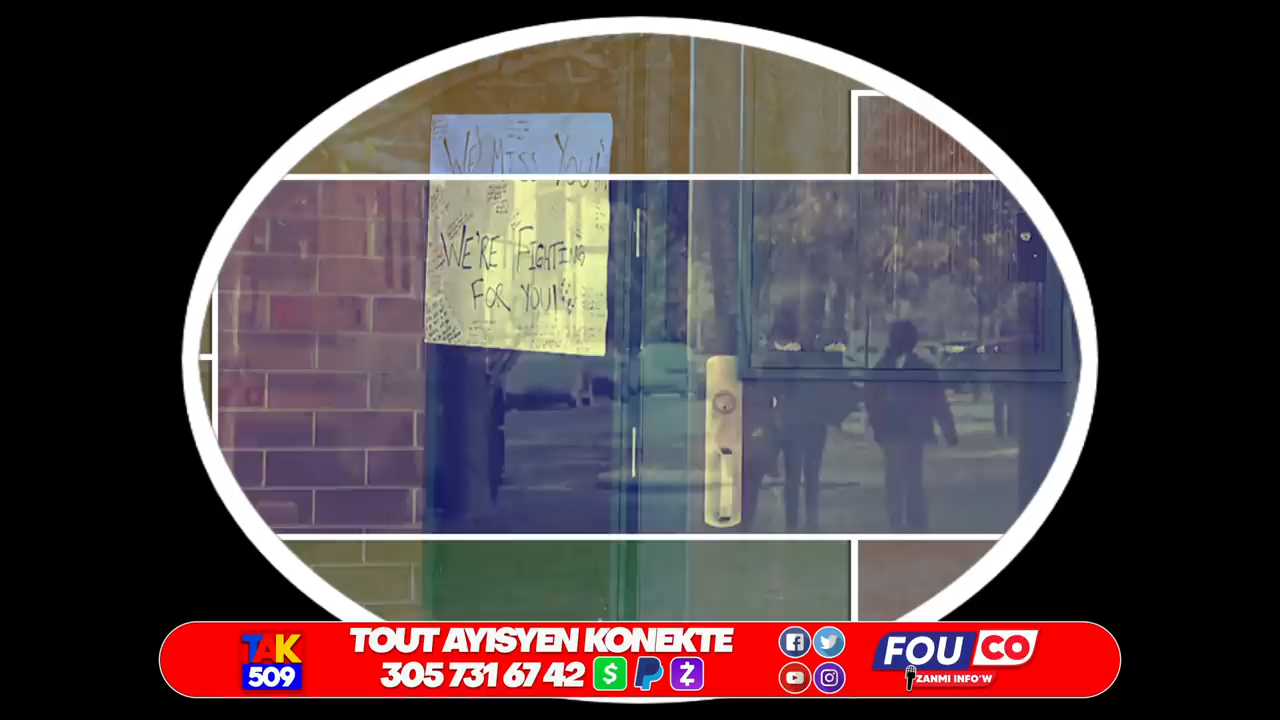 WE MISS YOU!
WE'RE FIGHTING
FOR YOU!
TAK
509
TOUT AYISYEN KONEKTE
305 731 67 42
FOU CO
ZANMI INFO'W